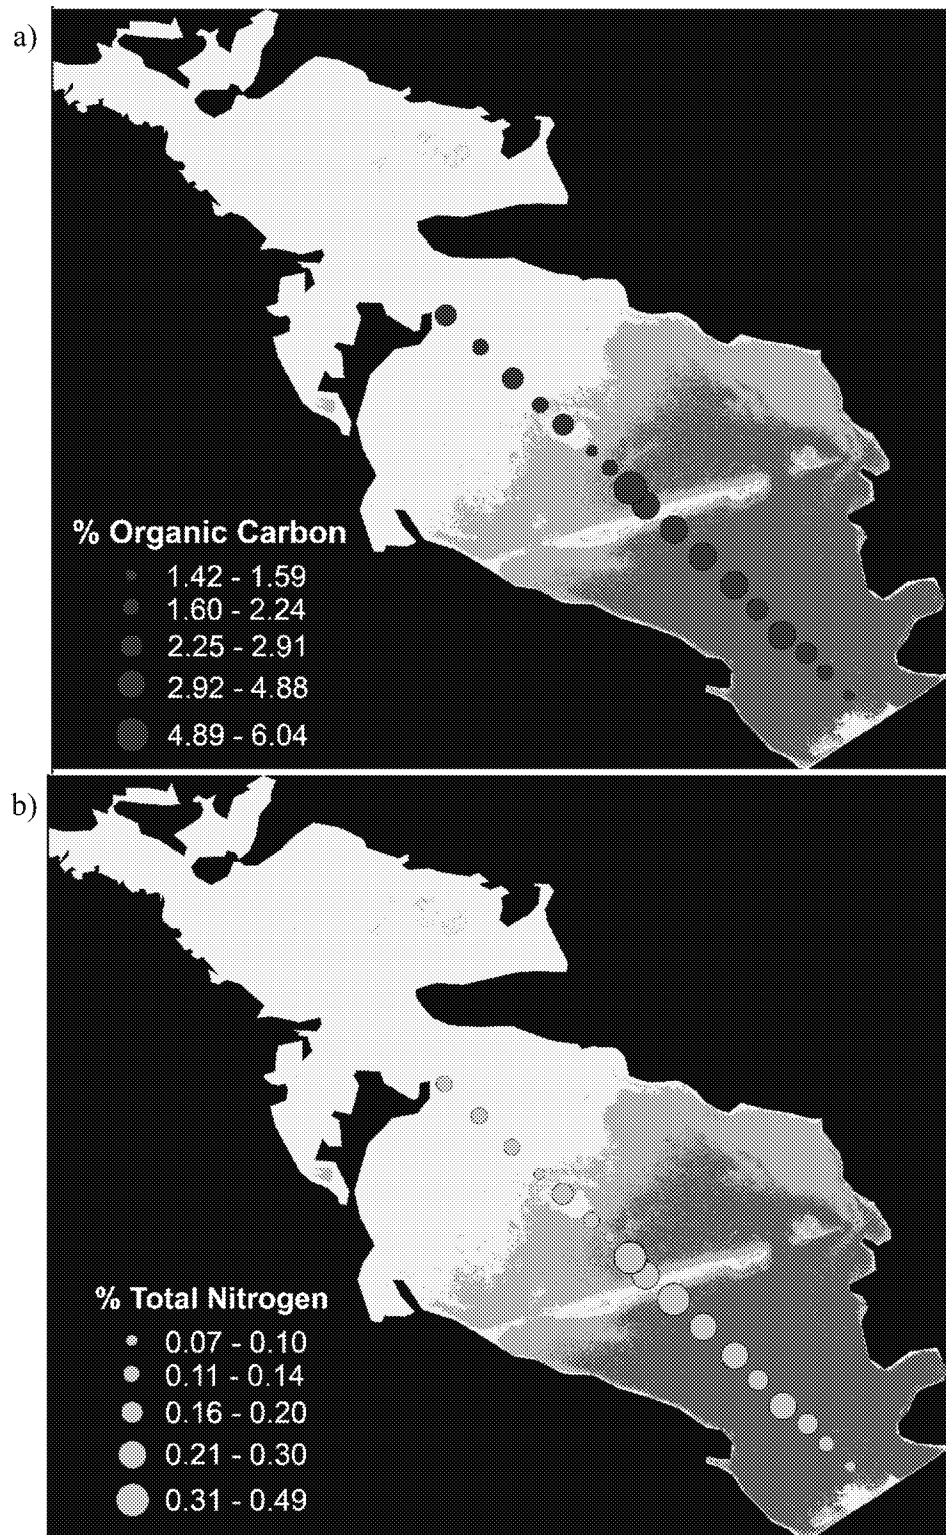 a)
% Organic Carbon
1.42 - 1.59
1.60 - 2.24
2.25 - 2.91
2.92 - 4.88
4.89 - 6.04
b)
% Total Nitrogen
0.07 - 0.10
0.11 - 0.14
0.16 - 0.20
0.21 - 0.30
0.31 - 0.49